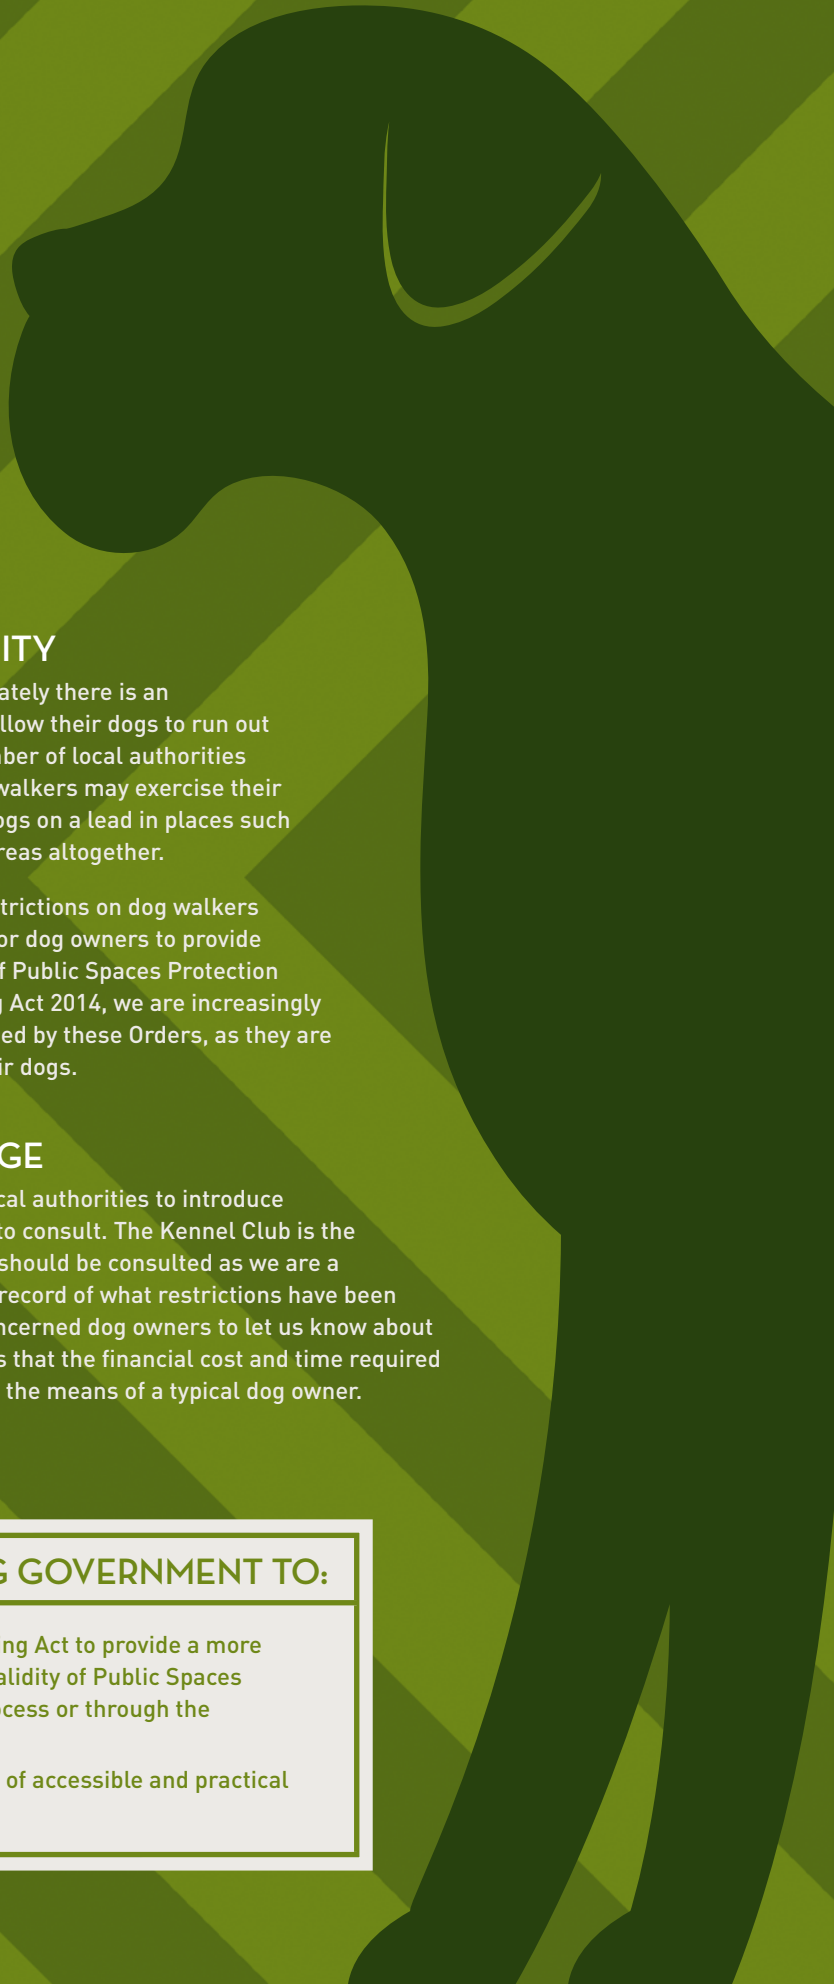 ITY
ately there is an
llow their dogs to run out
ber of local authorities
walkers may exercise their
ogs on a lead in places such
reas altogether.
trictions on dog walkers
or dog owners to provide
f Public Spaces Protection
g Act 2014, we are increasingly
ed by these Orders, as they are
ir dogs.
GE
cal authorities to introduce
to consult. The Kennel Club is the
should be consulted as we are a
record of what restrictions have been
ncerned dog owners to let us know about
s that the financial cost and time required
the means of a typical dog owner.
G GOVERNMENT TO:
ing Act to provide a more
alidity of Public Spaces
ocess or through the
of accessible and practical